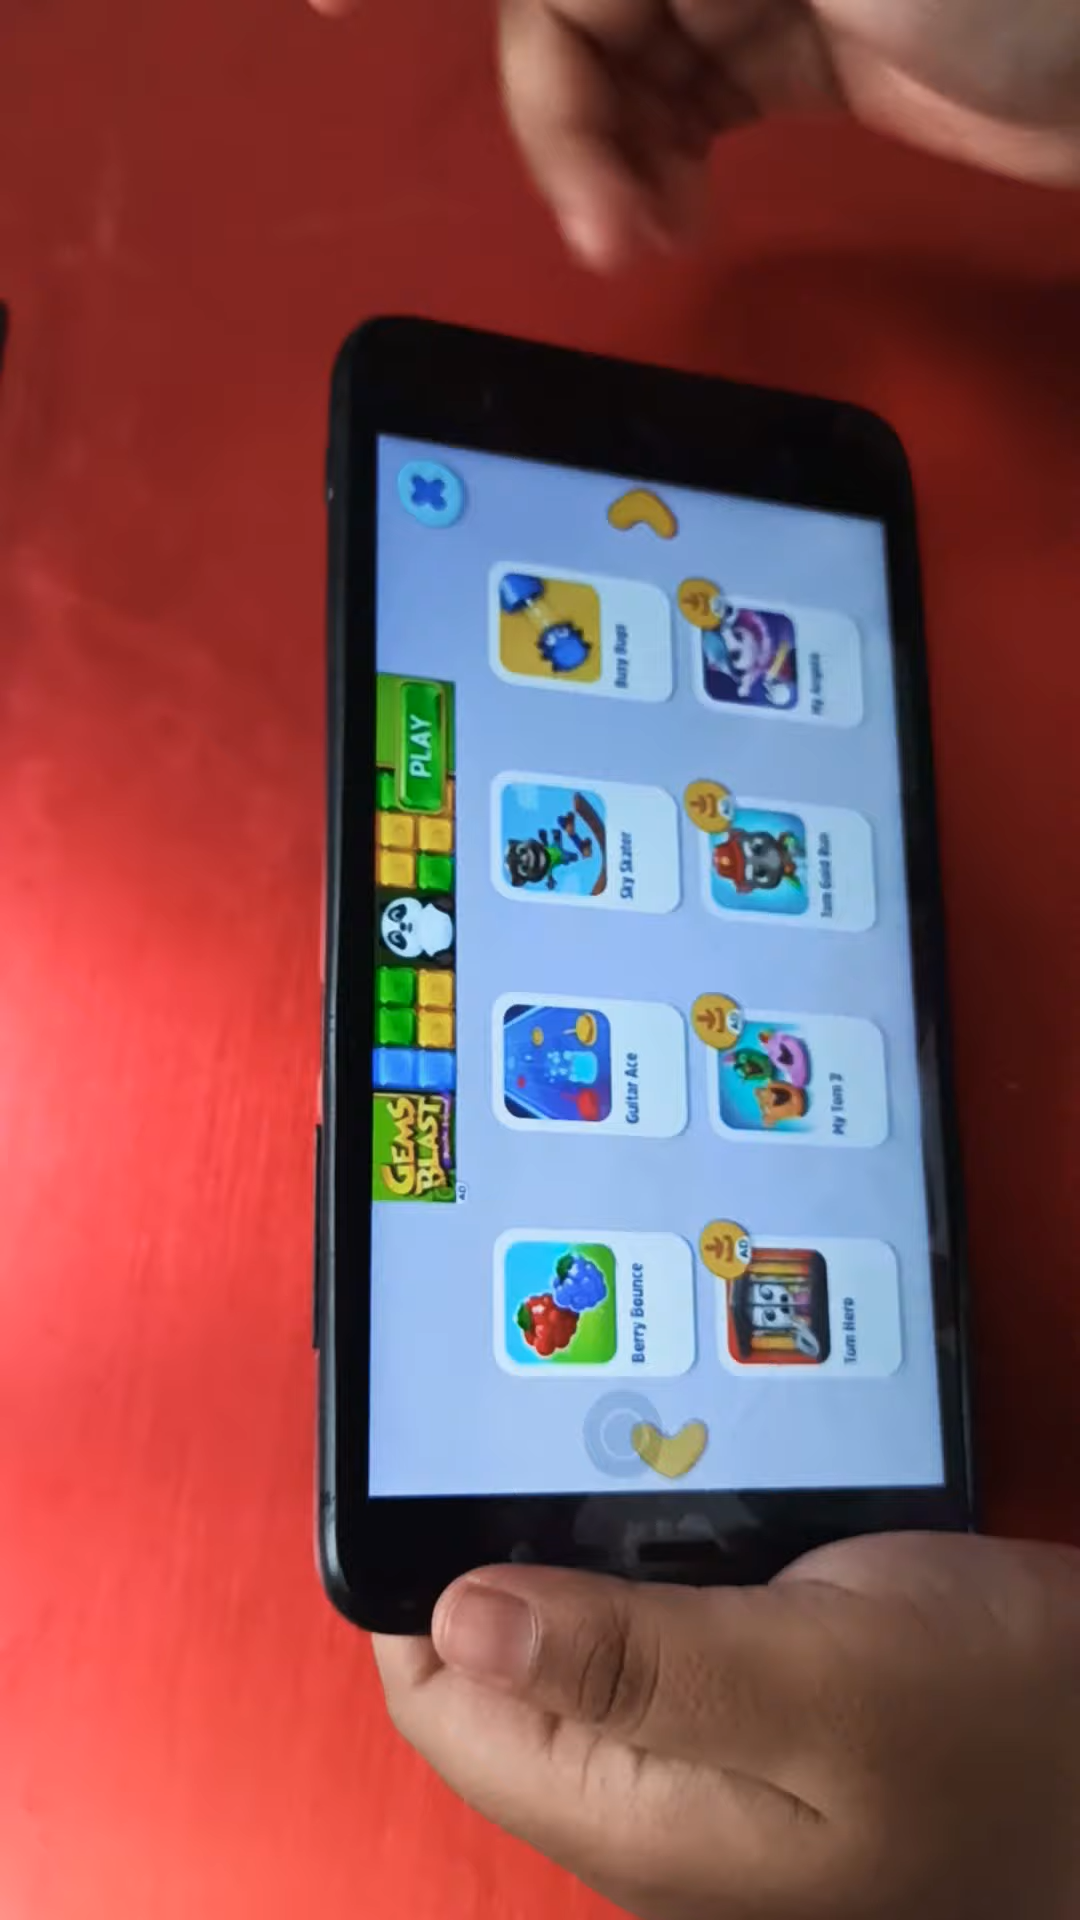 GEMS
BLAST
PLAY
AD
Berry Bounce
Guitar Ace
Sky Skater
Busy Bugs
AD
AD
Tom Hero
My Tom 2
Tom Gold Run
My Angela